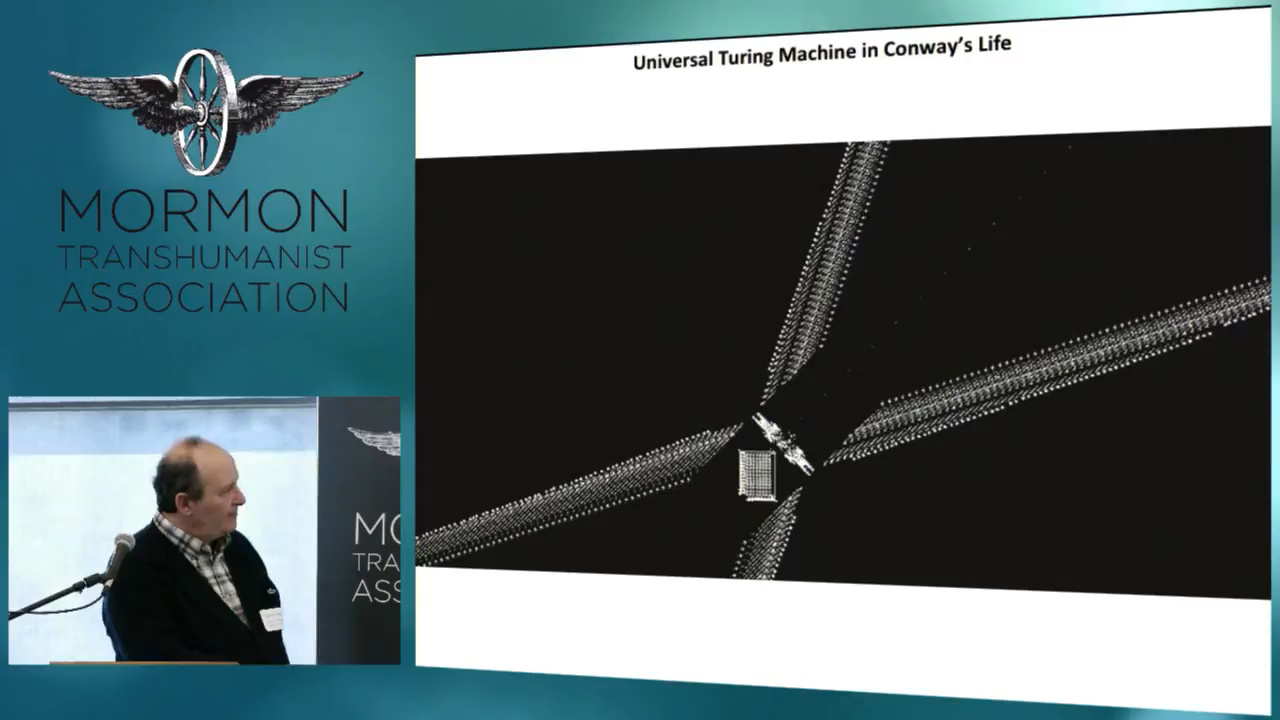 MORMON
TRANSHUMANIST
ASSOCIATION
Universal Turing Machine in Conway's Life
MO
TRA
ASS